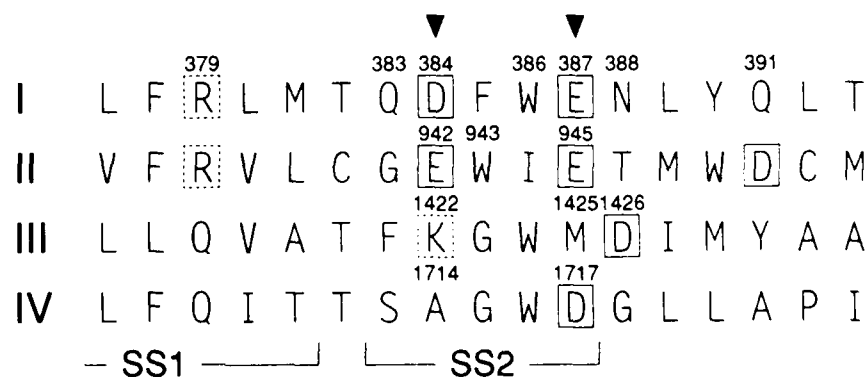 379 383 384 386 387 388 391
I L F R L M T Q D F W E N L Y Q L T
942 943 945
II V F R V L C G E W I E T M W D C M
1422 1425 1426
III L L Q V A T F K G W M D I M Y A A
1714 1717
IV L F Q I T T S A G W D G L L A P I
SS1 SS2